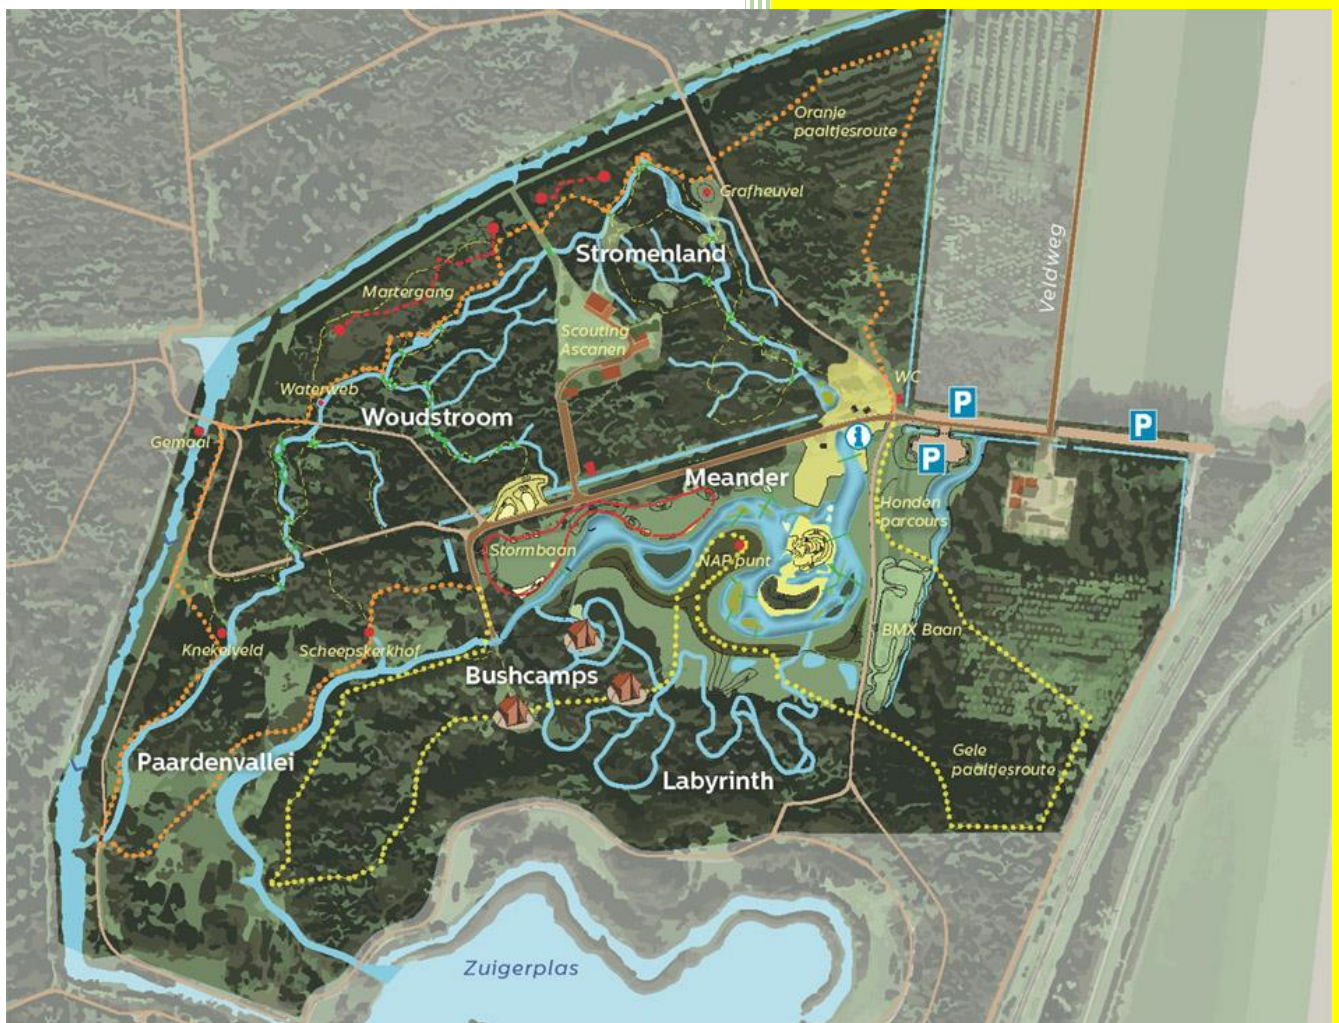 Oranje
paaltjesroute
Grafheuvel
Stromenland
Veldweg
Martergang
Scouting
Ascanen
WC
Waterweb
Woudstroom
P
P
Gemaal
i
P
Meander
Honden
parcours
Stormbaan
NAP punt
BMX Baan
Knekelveld
Scheepskerkhof
Bushcamps
Gele
paaltjesroute
Paardenvallei
Labyrinth
Zuigerplas